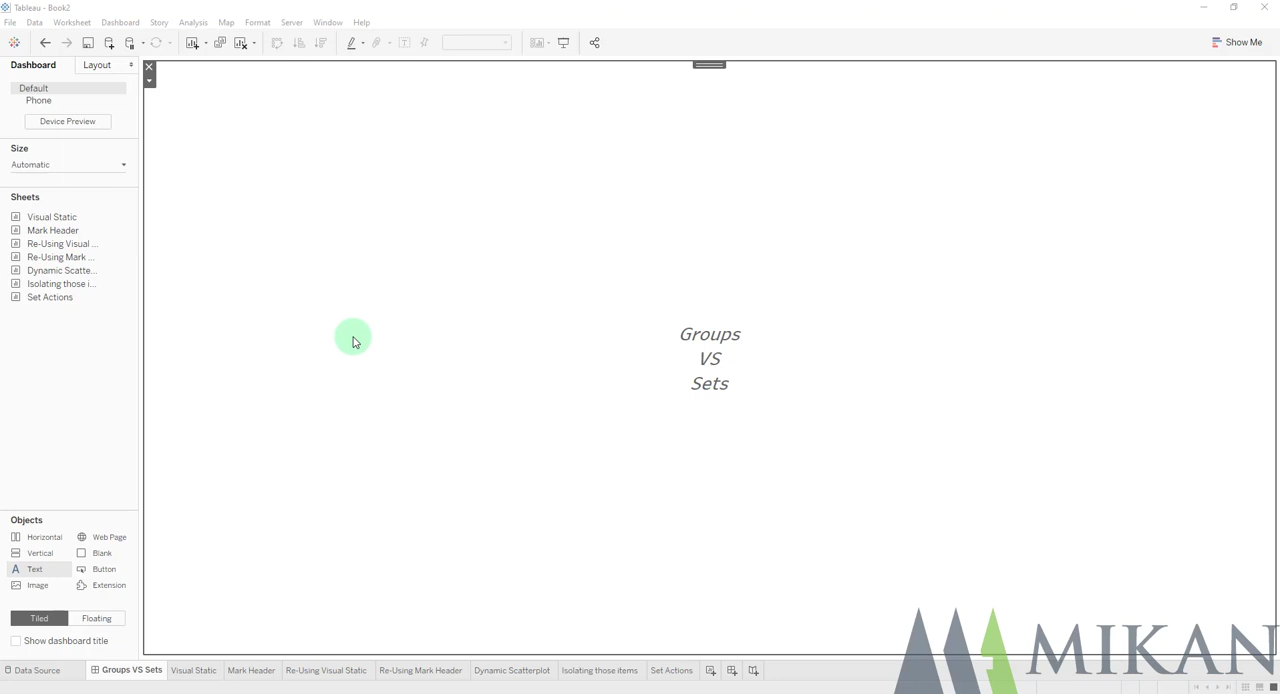 Tableau - Book2
File Data Worksheet Dashboard Story Analysis Map Format Server Window Help
Show Me
Dashboard Layout
Default
Phone
Device Preview
Size
Automatic
Sheets
Visual Static
Mark Header
Re-Using Visual ...
Re-Using Mark ...
Dynamic Scatte...
Isolating those i...
Set Actions
Groups
VS
Sets
Objects
Horizontal Web Page
Vertical Blank
A Text Button
Image Extension
Tiled Floating
Show dashboard title
MIKAN
Data Source Groups VS Sets Visual Static Mark Header Re-Using Visual Static Re-Using Mark Header Dynamic Scatterplot Isolating those items Set Actions